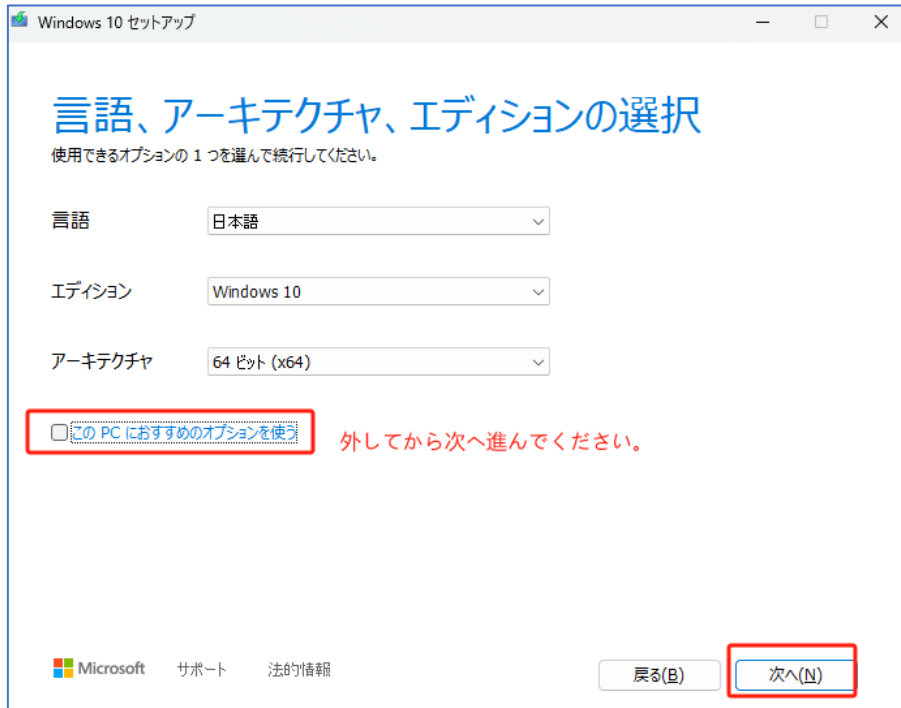 Windows 10 セットアップ
言語、アーキテクチャ、エディションの選択
使用できるオプションの 1 つを選んで続行してください。
言語 日本語
エディション Windows 10
アーキテクチャ 64 ビット (x64)
この PC におすすめのオプションを使う
外してから次へ進んでください。
Microsoft サポート 法的情報 戻る(B) 次へ(N)